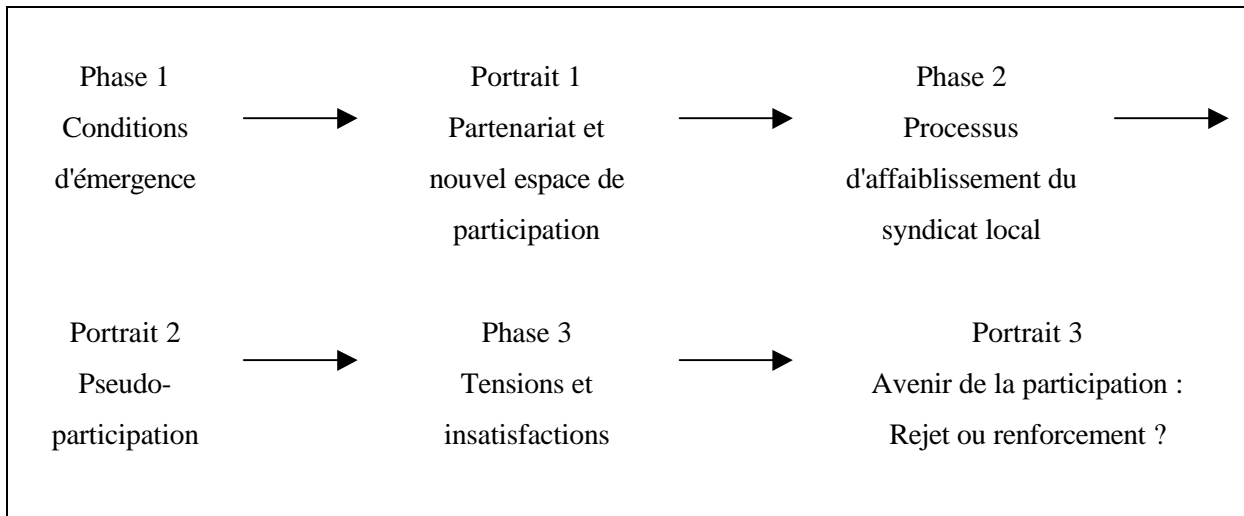 Phase 1
Conditions
d'émergence
Portrait 1
Partenariat et
nouvel espace de
participation
Phase 2
Processus
d'affaiblissement du
syndicat local
Portrait 2
Pseudo-
participation
Phase 3
Tensions et
insatisfactions
Portrait 3
Avenir de la participation :
Rejet ou renforcement ?